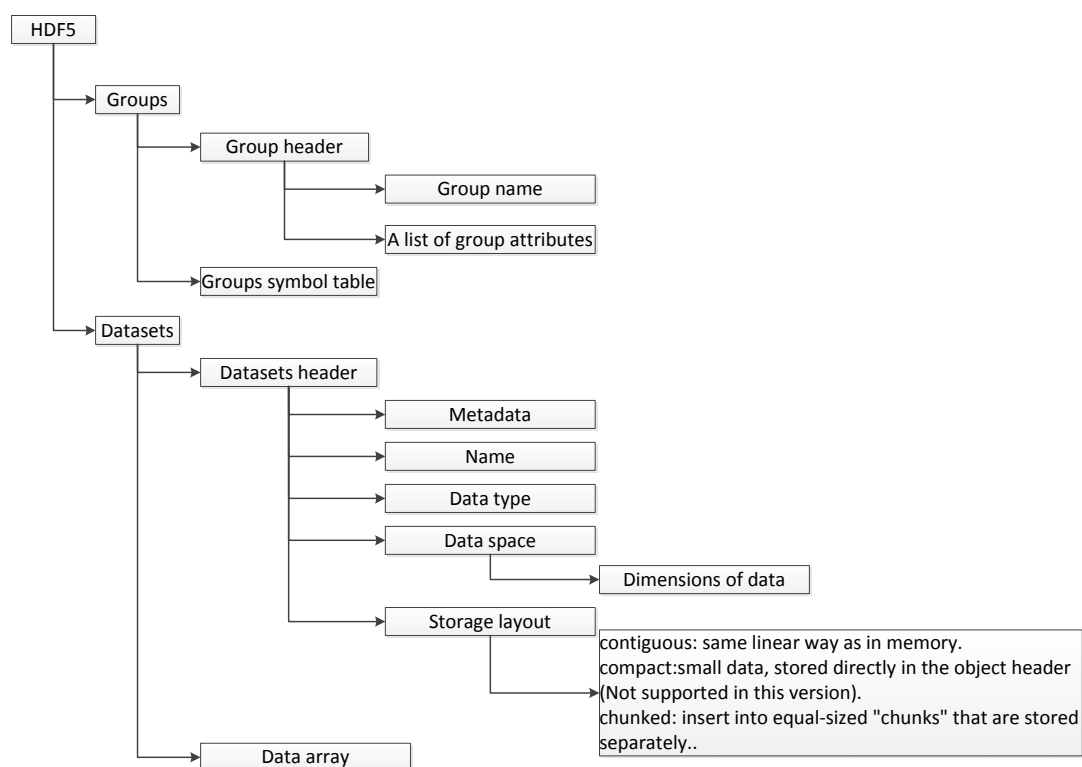 HDF5
Groups
Group header
Group name
A list of group attributes
Groups symbol table
Datasets
Datasets header
Metadata
Name
Data type
Data space
Dimensions of data
Storage layout
contiguous: same linear way as in memory.
compact:small data, stored directly in the object header
(Not supported in this version).
chunked: insert into equal-sized "chunks" that are stored
separately..
Data array